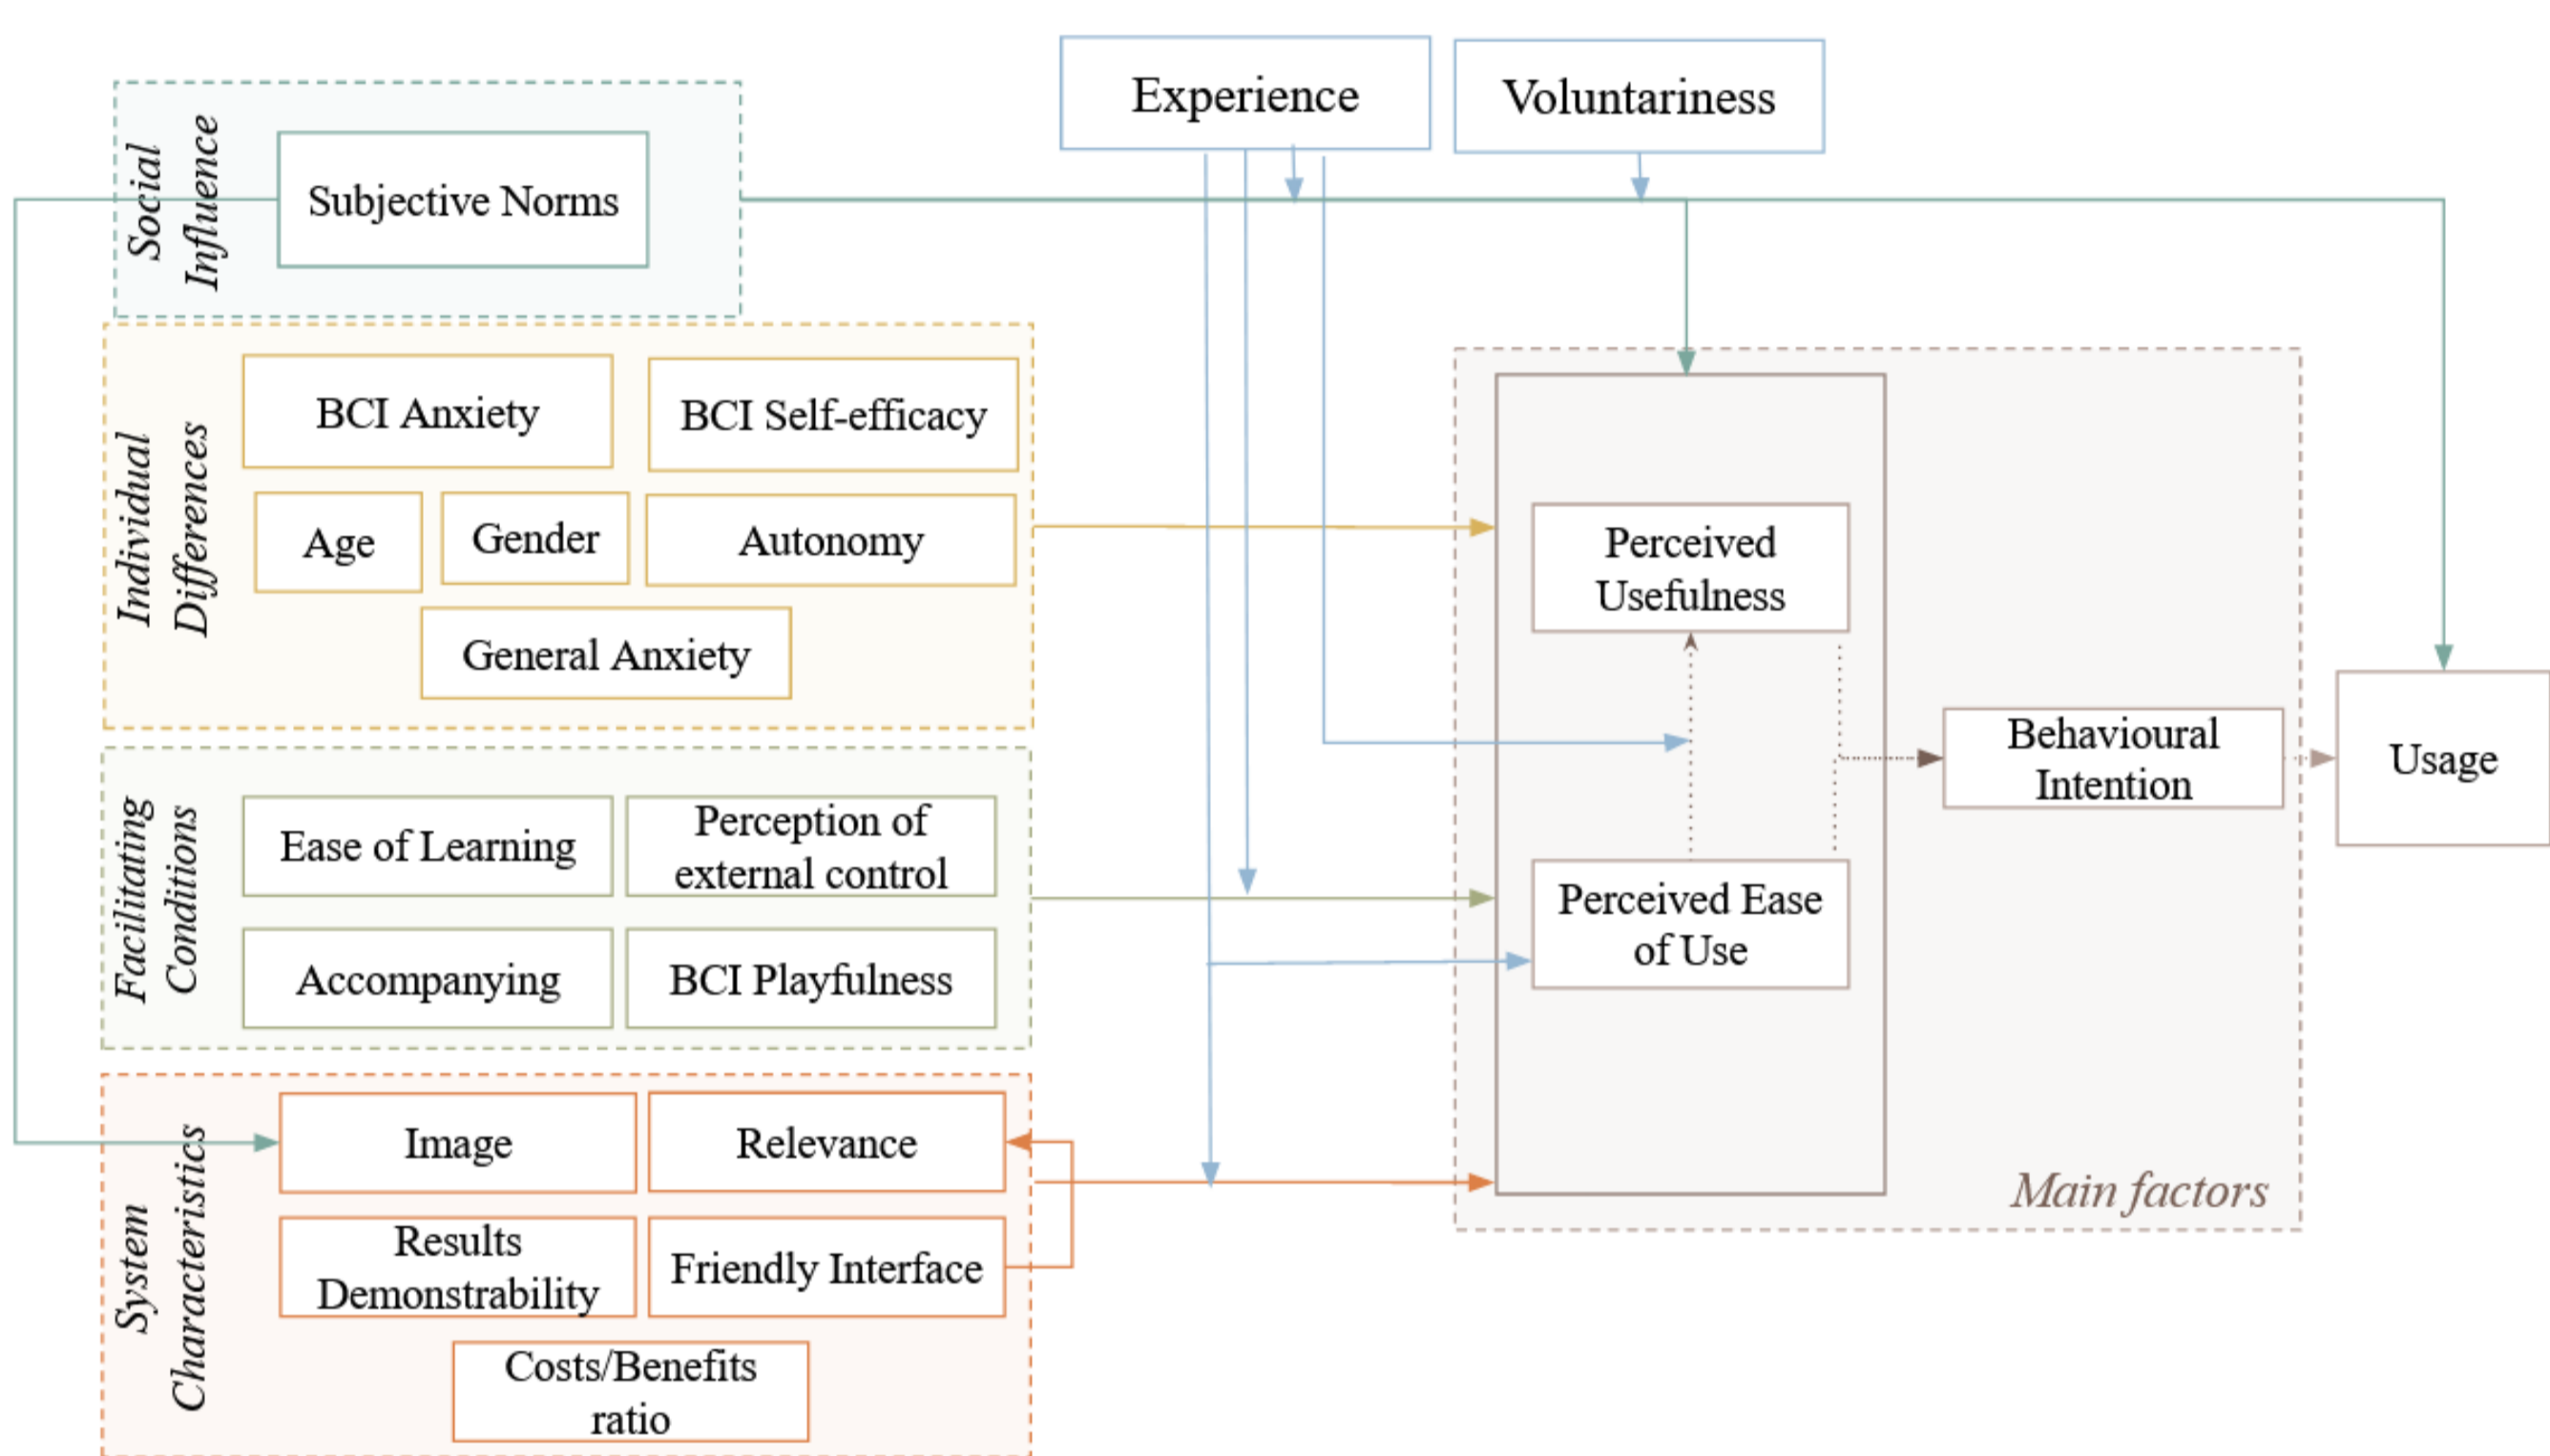 Experience
Voluntariness
Social
Influence
Subjective Norms
Individual
Differences
BCI Anxiety
BCI Self-efficacy
Age
Gender
Autonomy
General Anxiety
Facilitating
Conditions
Ease of Learning
Perception of
external control
Accompanying
BCI Playfulness
System
Characteristics
Image
Relevance
Results
Demonstrability
Friendly Interface
Costs/Benefits
ratio
Perceived
Usefulness
Perceived Ease
of Use
Behavioural
Intention
Main factors
Usage